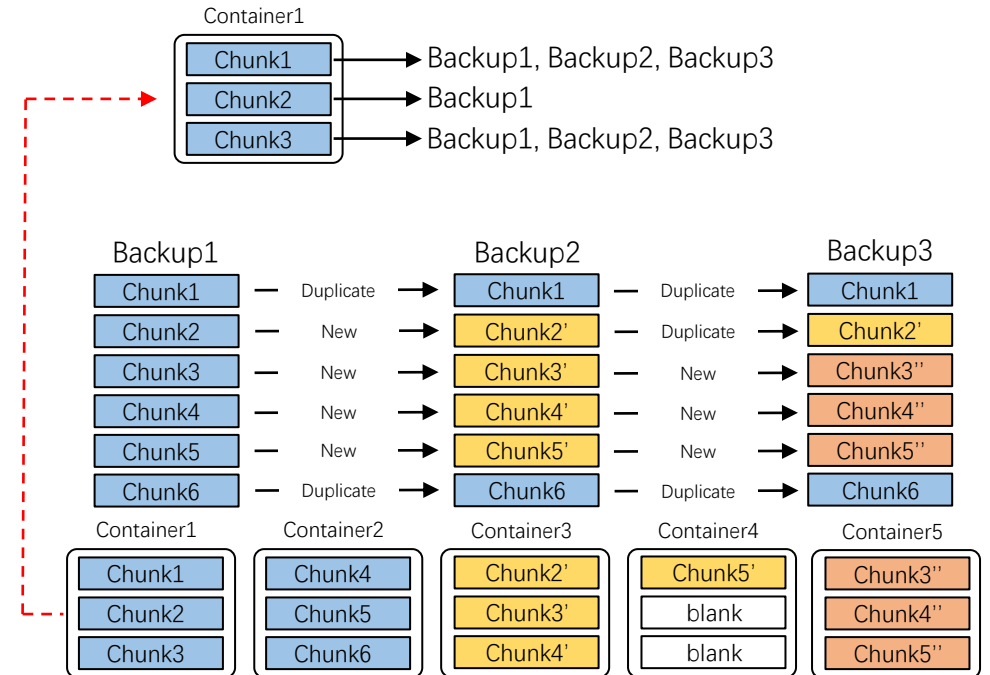 Container1
Chunk1 Backup1, Backup2, Backup3
Chunk2 Backup1
Chunk3 Backup1, Backup2, Backup3
Backup1 Backup2 Backup3
Chunk1 Duplicate Chunk1 Duplicate Chunk1
Chunk2 New Chunk2' Duplicate Chunk2'
Chunk3 New Chunk3' New Chunk3''
Chunk4 New Chunk4' New Chunk4''
Chunk5 New Chunk5' New Chunk5''
Chunk6 Duplicate Chunk6 Duplicate Chunk6
Container1 Container2 Container3 Container4 Container5
Chunk1 Chunk4 Chunk2' Chunk5' Chunk3''
Chunk2 Chunk5 Chunk3' blank Chunk4''
Chunk3 Chunk6 Chunk4' blank Chunk5''